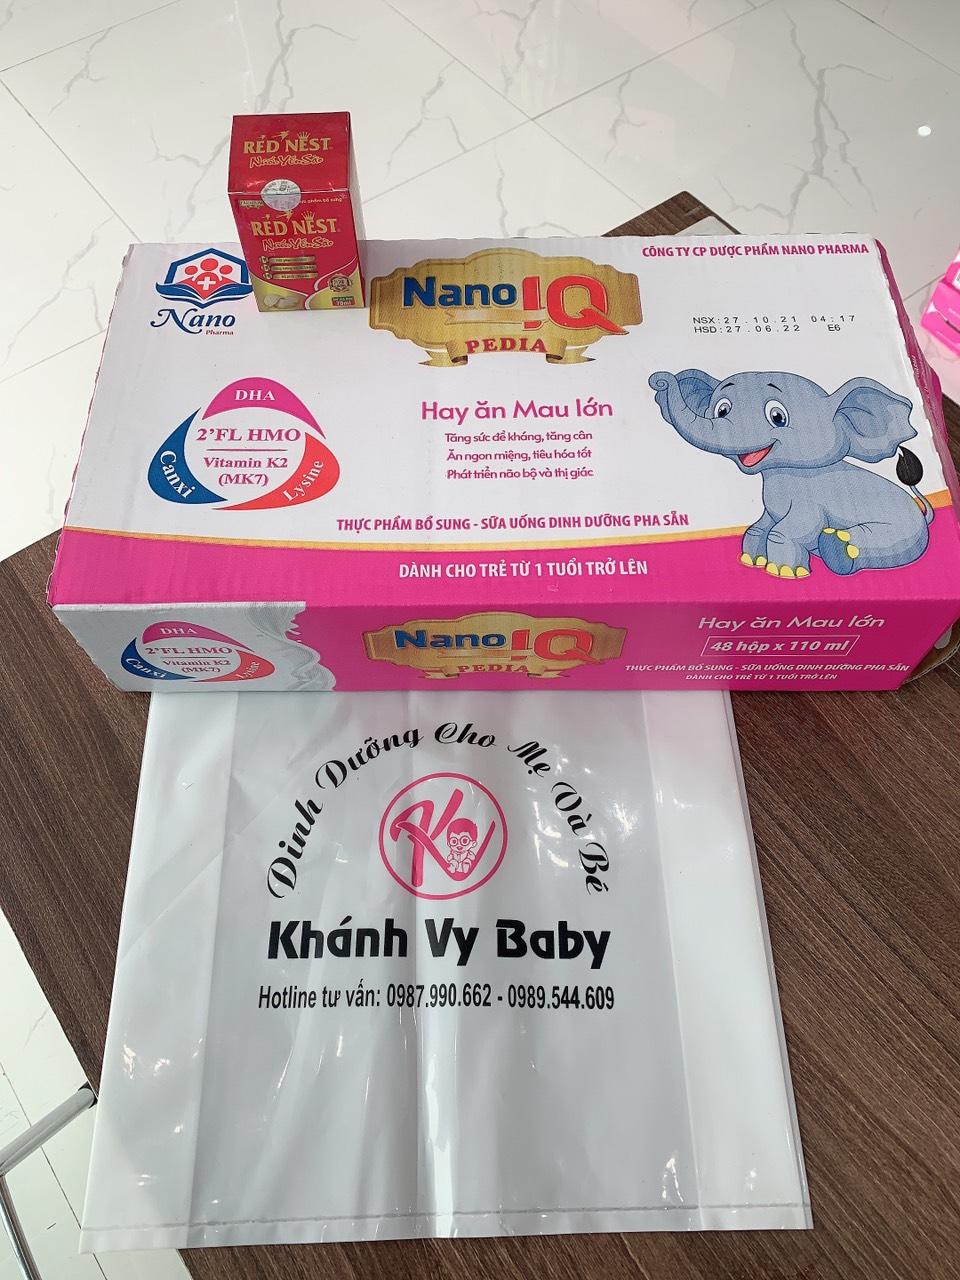 RED NEST
Nước Yến Sào
RED NEST
Nước Yến Sào
70ml
Nano
Pharma
Nano IQ
PEDIA
CÔNG TY CP DƯỢC PHẨM NANO PHARMA
NSX:27.10.21 04:17
HSD:27.06.22 E6
DHA
2'FL HMO
Vitamin K2
(MK7)
Canxi
Lysine
Hay ăn Mau lớn
Tăng sức đề kháng, tăng cân
Ăn ngon miệng, tiêu hóa tốt
Phát triển não bộ và thị giác
THỰC PHẨM BỔ SUNG - SỮA UỐNG DINH DƯỠNG PHA SẴN
DÀNH CHO TRẺ TỪ 1 TUỔI TRỞ LÊN
DHA
2'FL HMO
Vitamin K2
(MK7)
Canxi
Lysine
Nano IQ
PEDIA
Hay ăn Mau lớn
48 hộp x 110 ml
THỰC PHẨM BỔ SUNG - SỮA UỐNG DINH DƯỠNG PHA SẴN
DÀNH CHO TRẺ TỪ 1 TUỔI TRỞ LÊN
Dinh Dưỡng Cho Mẹ Và Bé
Khánh Vy Baby
Hotline tư vấn: 0987.990.662 - 0989.544.609